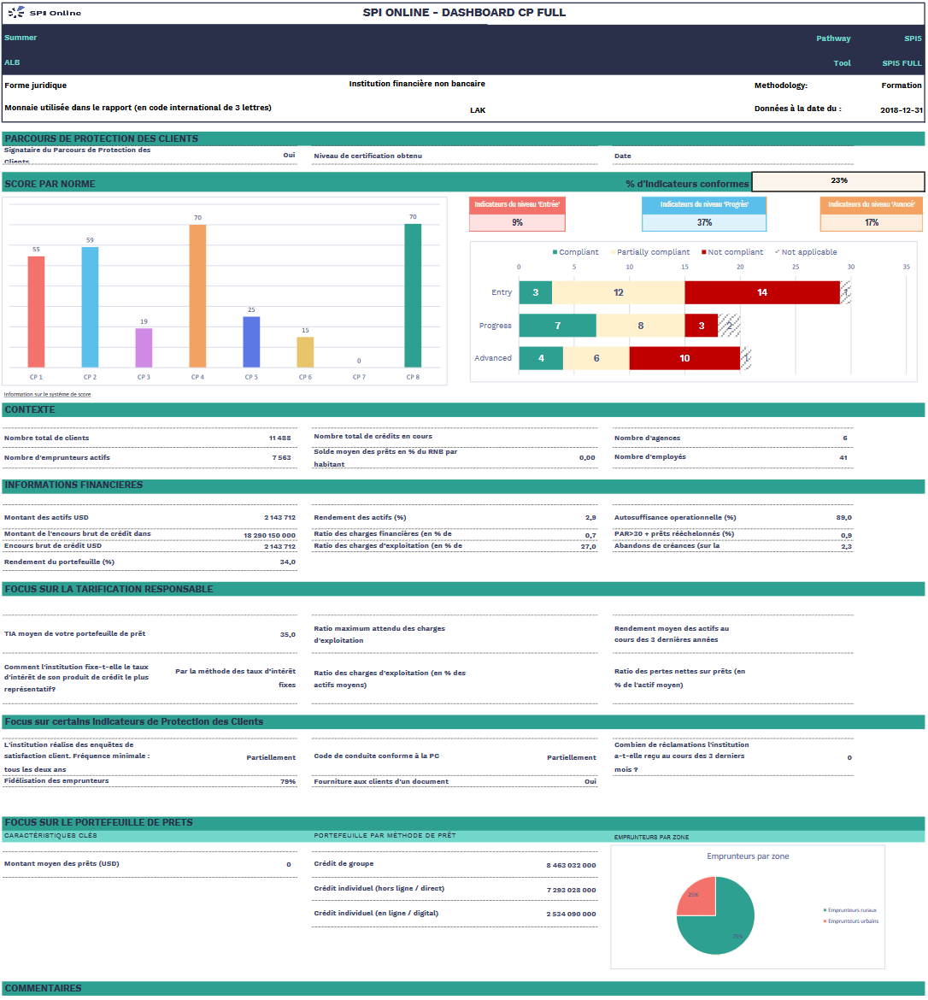 SPI Online
SPI ONLINE - DASHBOARD CP FULL
Summer
Pathway
SPI5
ALB
Tool
SPI5 FULL
Forme juridique
Institution financière non bancaire
Methodology:
Formation
Monnaie utilisée dans le rapport (en code international de 3 lettres)
LAK
Données à la date du :
2018-12-31
PARCOURS DE PROTECTION DES CLIENTS
Signataire du Parcours de Protection des
Clients
Oui
Niveau de certification obtenu
Date
SCORE PAR NORME
% d'indicateurs conformes
23%
55
59
19
70
25
15
0
70
CP 1
CP 2
CP 3
CP 4
CP 5
CP 6
CP 7
CP 8
Information sur le système de score
Indicateurs du niveau 'Entrée'
9%
Indicateurs du niveau 'Progrès'
37%
Indicateurs du niveau 'Avancé'
17%
Compliant
Partially compliant
Not compliant
Not applicable
0 5 10 15 20 25 30 35
Entry 3 12 14 1
Progress 7 8 3 2
Advanced 4 6 10 1
CONTEXTE
Nombre total de clients
11 488
Nombre total de crédits en cours
Nombre d'agences
6
Nombre d'emprunteurs actifs
7 563
Solde moyen des prêts en % du RNB par
habitant
0,00
Nombre d'employés
41
INFORMATIONS FINANCIERES
Montant des actifs USD
2 143 712
Rendement des actifs (%)
2,9
Autosuffisance operationnelle (%)
89,0
Montant de l'encours brut de crédit dans
18 290 150 000
Ratio des charges financières (en % de
0,7
PAR>30 + prêts rééchelonnés (%)
0,9
Encours brut de crédit USD
2 143 712
Ratio des charges d'exploitation (en % de
27,0
Abandons de créances (sur la
2,3
Rendement du portefeuille (%)
34,0
FOCUS SUR LA TARIFICATION RESPONSABLE
TIA moyen de votre portefeuille de prêt
35,0
Ratio maximum attendu des charges
d'exploitation
Rendement moyen des actifs au
cours des 3 dernières années
Comment l'institution fixe-t-elle le taux
d'intérêt de son produit de crédit le plus
représentatif?
Par la méthode des taux d'intérêt
fixes
Ratio des charges d'exploitation (en % des
actifs moyens)
Ratio des pertes nettes sur prêts (en
% de l'actif moyen)
Focus sur certains indicateurs de Protection des Clients
L'institution réalise des enquêtes de
satisfaction client. Fréquence minimale :
tous les deux ans
Partiellement
Code de conduite conforme à la PC
Partiellement
Combien de réclamations l'institution
a-t-elle reçu au cours des 3 derniers
mois ?
0
Fidélisation des emprunteurs
79%
Fourniture aux clients d'un document
Oui
FOCUS SUR LE PORTEFEUILLE DE PRETS
CARACTÉRISTIQUES CLÉS
PORTEFEUILLE PAR MÉTHODE DE PRÊT
EMPRUNTEURS PAR ZONE
Montant moyen des prêts (USD)
0
Crédit de groupe
8 463 032 000
Crédit individuel (hors ligne / direct)
7 293 028 000
Crédit individuel (en ligne / digital)
2 534 090 000
Emprunteurs par zone
25%
75%
Emprunteurs ruraux
Emprunteurs urbains
COMMENTAIRES